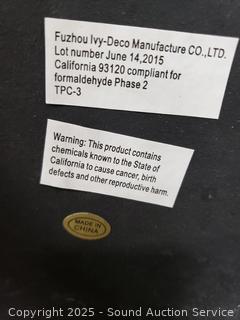 Fuzhou Ivy-Deco Manufacture CO.,LTD.
Lot number June 14,2015
California 93120 compliant for
formaldehyde Phase 2
TPC-3
Warning: This product contains
chemicals known to the State of
California to cause cancer, birth
defects and other reproductive harm.
MADE IN
CHINA
Copyright 2025 - Sound Auction Service